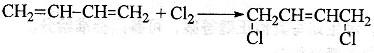 CH₂=CH-CH=CH₂ + Cl₂ ⟶ CH₂CH=CHCH₂
Cl Cl